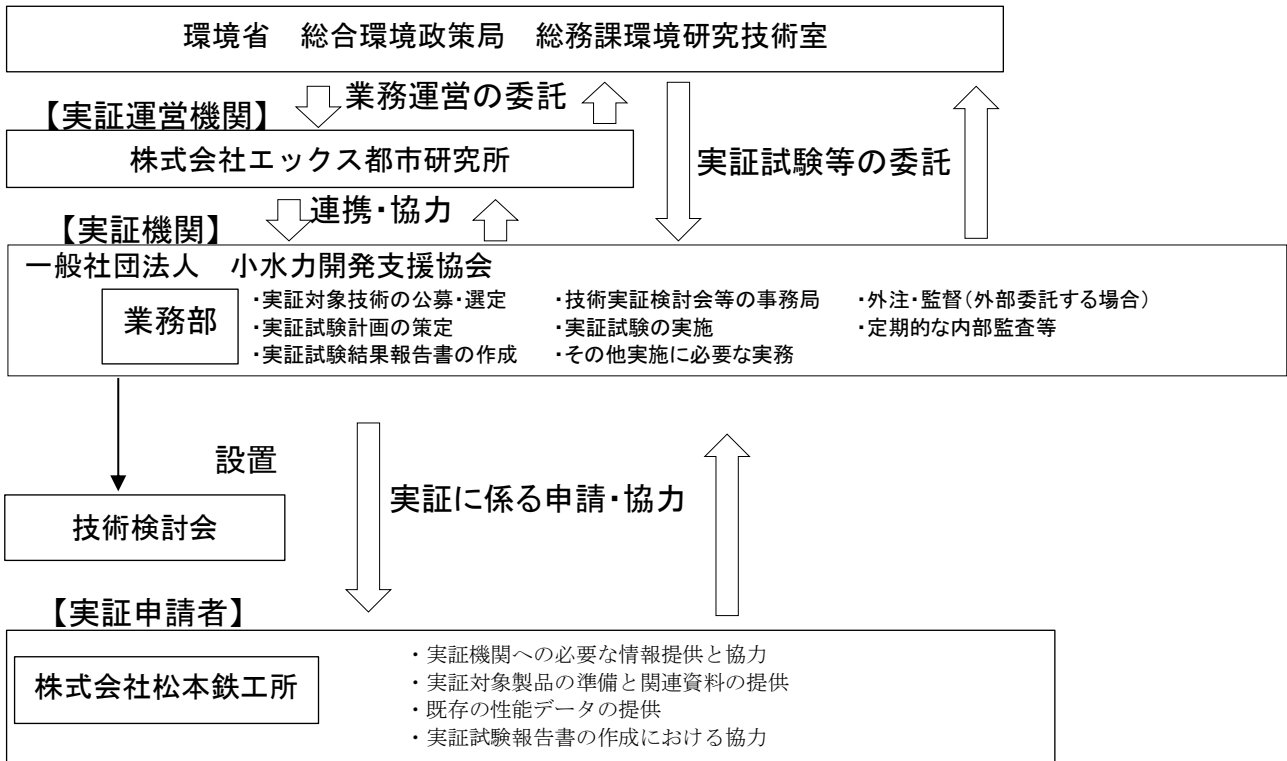 環境省　総合環境政策局　総務課環境研究技術室
業務運営の委託
【実証運営機関】
株式会社エックス都市研究所
実証試験等の委託
連携・協力
【実証機関】
一般社団法人　小水力開発支援協会
業務部
・実証対象技術の公募・選定
・実証試験計画の策定
・実証試験結果報告書の作成
・技術実証検討会等の事務局
・実証試験の実施
・その他実施に必要な実務
・外注・監督（外部委託する場合）
・定期的な内部監査等
設置
実証に係る申請・協力
技術検討会
【実証申請者】
株式会社松本鉄工所
・実証機関への必要な情報提供と協力
・実証対象製品の準備と関連資料の提供
・既存の性能データの提供
・実証試験報告書の作成における協力